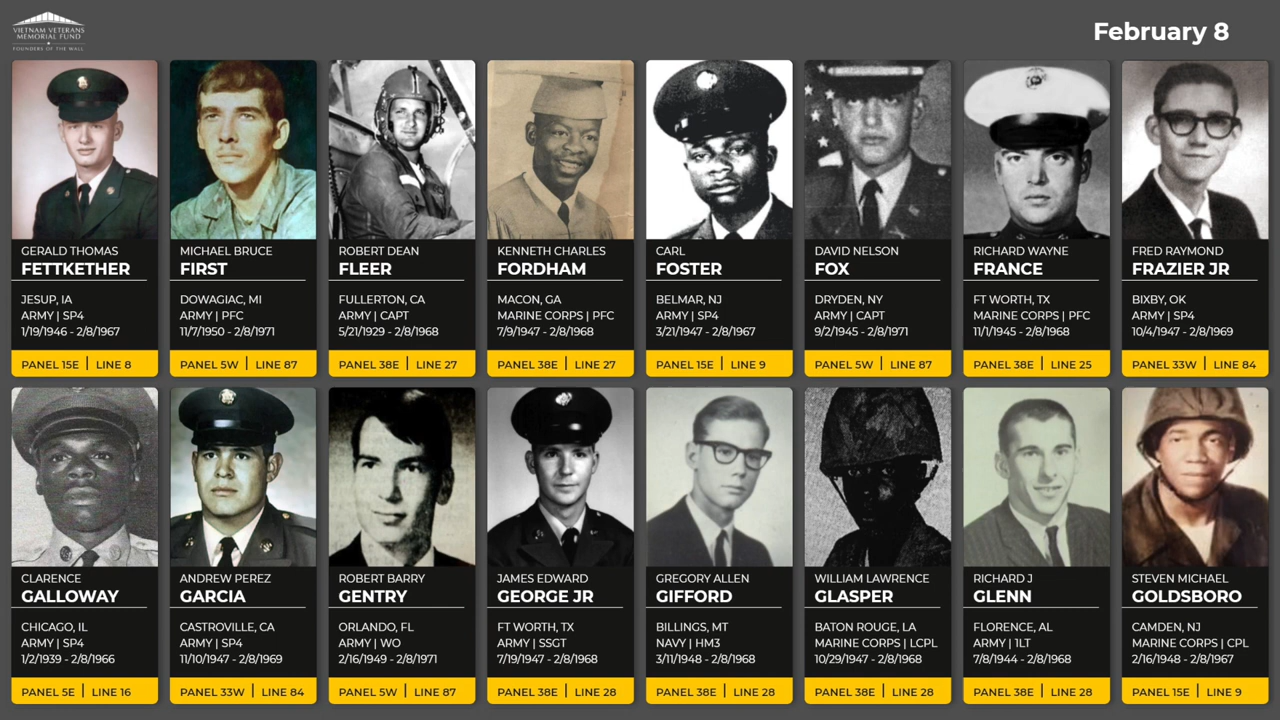 VIETNAM VETERANS
MEMORIAL FUND
FOUNDERS OF THE WALL
February 8
GERALD THOMAS
FETTKETHER
JESUP, IA
ARMY | SP4
1/19/1946 - 2/8/1967
PANEL 15E | LINE 8
MICHAEL BRUCE
FIRST
DOWAGIAC, MI
ARMY | PFC
11/7/1950 - 2/8/1971
PANEL 5W | LINE 87
ROBERT DEAN
FLEER
FULLERTON, CA
ARMY | CAPT
5/21/1929 - 2/8/1968
PANEL 38E | LINE 27
KENNETH CHARLES
FORDHAM
MACON, GA
MARINE CORPS | PFC
7/9/1947 - 2/8/1968
PANEL 38E | LINE 27
CARL
FOSTER
BELMAR, NJ
ARMY | SP4
3/21/1947 - 2/8/1967
PANEL 15E | LINE 9
DAVID NELSON
FOX
DRYDEN, NY
ARMY | CAPT
9/2/1945 - 2/8/1971
PANEL 5W | LINE 87
RICHARD WAYNE
FRANCE
FT WORTH, TX
MARINE CORPS | PFC
11/1/1945 - 2/8/1968
PANEL 38E | LINE 25
FRED RAYMOND
FRAZIER JR
BIXBY, OK
ARMY | SP4
10/4/1947 - 2/8/1969
PANEL 33W | LINE 84
CLARENCE
GALLOWAY
CHICAGO, IL
ARMY | SP4
1/2/1939 - 2/8/1966
PANEL 5E | LINE 16
ANDREW PEREZ
GARCIA
CASTROVILLE, CA
ARMY | SP4
11/10/1947 - 2/8/1969
PANEL 33W | LINE 84
ROBERT BARRY
GENTRY
ORLANDO, FL
ARMY | WO
2/16/1949 - 2/8/1971
PANEL 5W | LINE 87
JAMES EDWARD
GEORGE JR
FT WORTH, TX
ARMY | SSGT
7/19/1947 - 2/8/1968
PANEL 38E | LINE 28
GREGORY ALLEN
GIFFORD
BILLINGS, MT
NAVY | HM3
3/11/1948 - 2/8/1968
PANEL 38E | LINE 28
WILLIAM LAWRENCE
GLASPER
BATON ROUGE, LA
MARINE CORPS | LCPL
10/29/1947 - 2/8/1968
PANEL 38E | LINE 28
RICHARD J
GLENN
FLORENCE, AL
ARMY | 1LT
7/8/1944 - 2/8/1968
PANEL 38E | LINE 28
STEVEN MICHAEL
GOLDSBORO
CAMDEN, NJ
MARINE CORPS | CPL
2/16/1948 - 2/8/1967
PANEL 15E | LINE 9